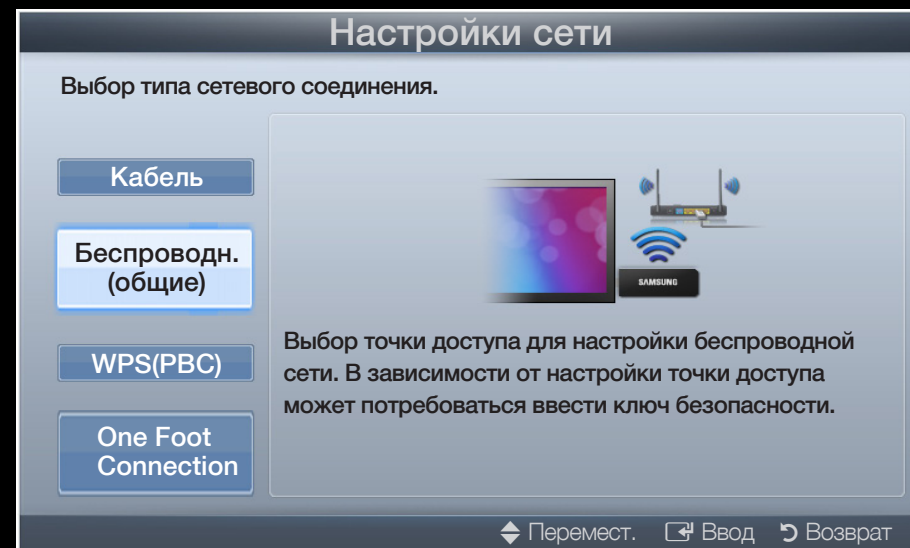 Настройки сети
Выбор типа сетевого соединения.
Кабель
Беспроводн.
(общие)
WPS(PBC)
One Foot
Connection
SAMSUNG
Выбор точки доступа для настройки беспроводной
сети. В зависимости от настройки точки доступа
может потребоваться ввести ключ безопасности.
Перемест. Ввод Возврат